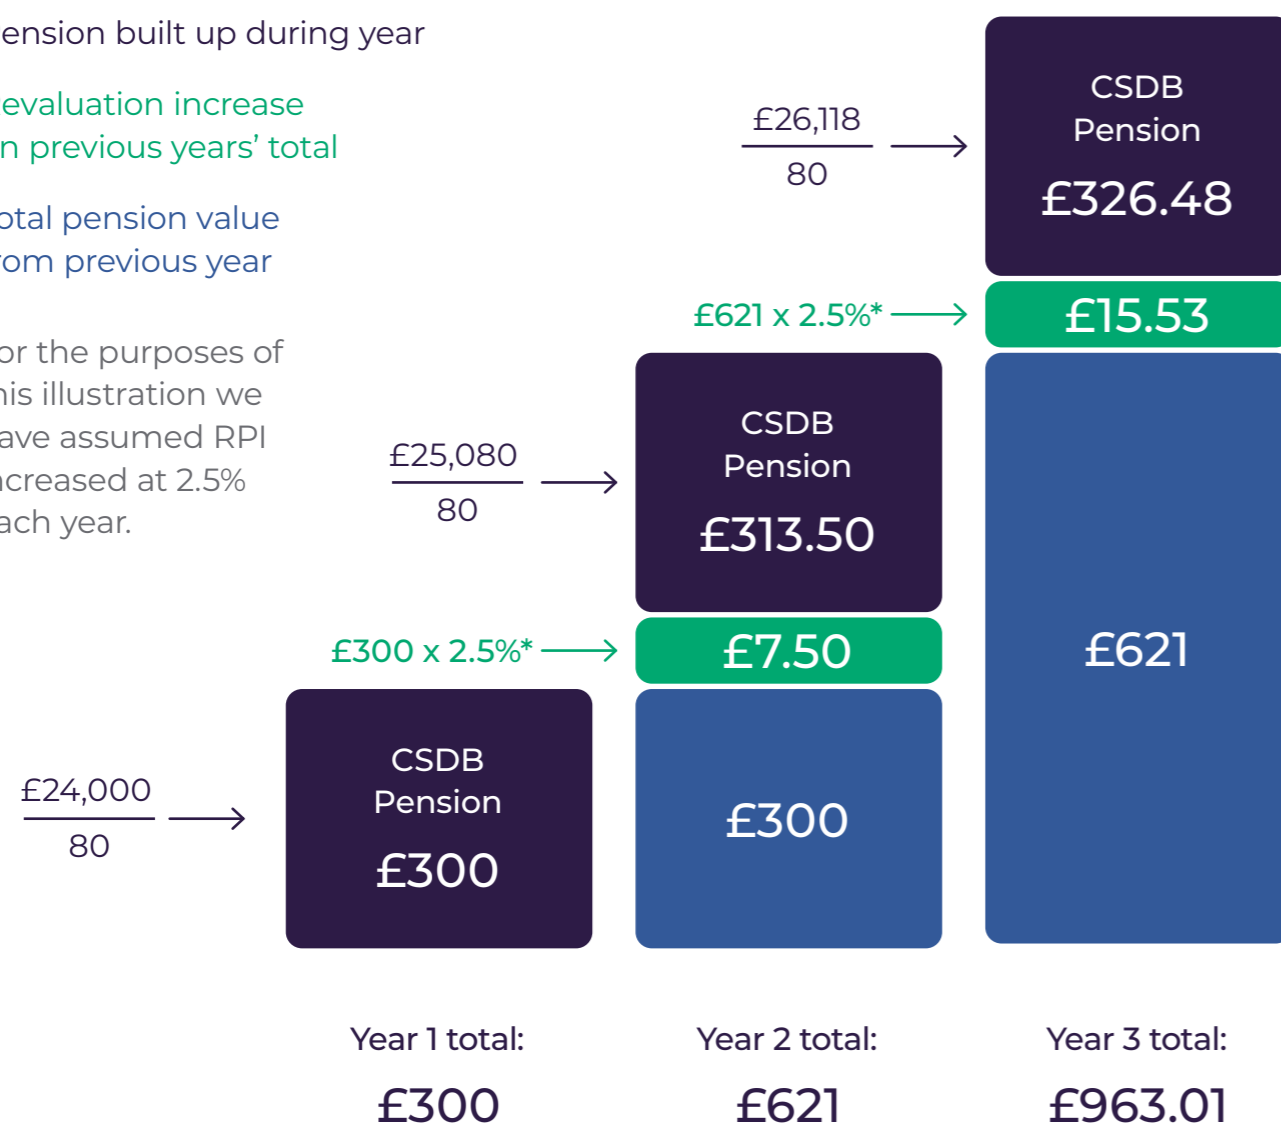 ension built up during year
evaluation increase
n previous years' total
otal pension value
rom previous year
or the purposes of
his illustration we
ave assumed RPI
ncreased at 2.5%
ach year.
£26,118
80
CSDB
Pension
£326.48
£621 x 2.5%*
£15.53
£25,080
80
CSDB
Pension
£313.50
£621
£300 x 2.5%*
£7.50
£24,000
80
CSDB
Pension
£300
£300
Year 1 total:
£300
Year 2 total:
£621
Year 3 total:
£963.01